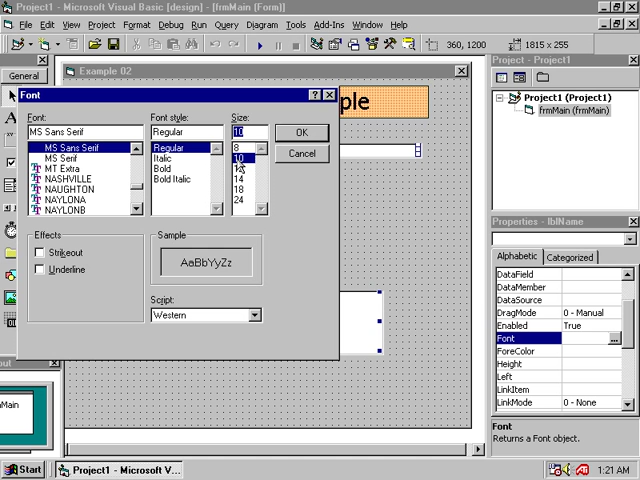 Project1 - Microsoft Visual Basic [design] - [frmMain (Form)]
File Edit View Project Format Debug Run Query Diagram Tools Add-Ins Window Help
360, 1200
1815 x 255
General
Example 02
ple
Font
Font:
Font style:
Size:
MS Sans Serif
Regular
10
OK
Cancel
MS Sans Serif
MS Serif
MT Extra
NASHVILLE
NAUGHTON
NAYLONA
NAYLONB
Regular
Italic
Bold
Bold Italic
8
10
12
14
18
24
Effects
Strikeout
Underline
Sample
AaBbYyZz
Script:
Western
Project - Project1
Project1 (Project1)
frmMain (frmMain)
Properties - lblName
Alphabetic
Categorized
DataField
DataMember
DataSource
DragMode 0 - Manual
Enabled True
Font
ForeColor
Height
Left
LinkItem
LinkMode 0 - None
Font
Returns a Font object.
out
mMain
Start
Project1 - Microsoft V...
1:21 AM